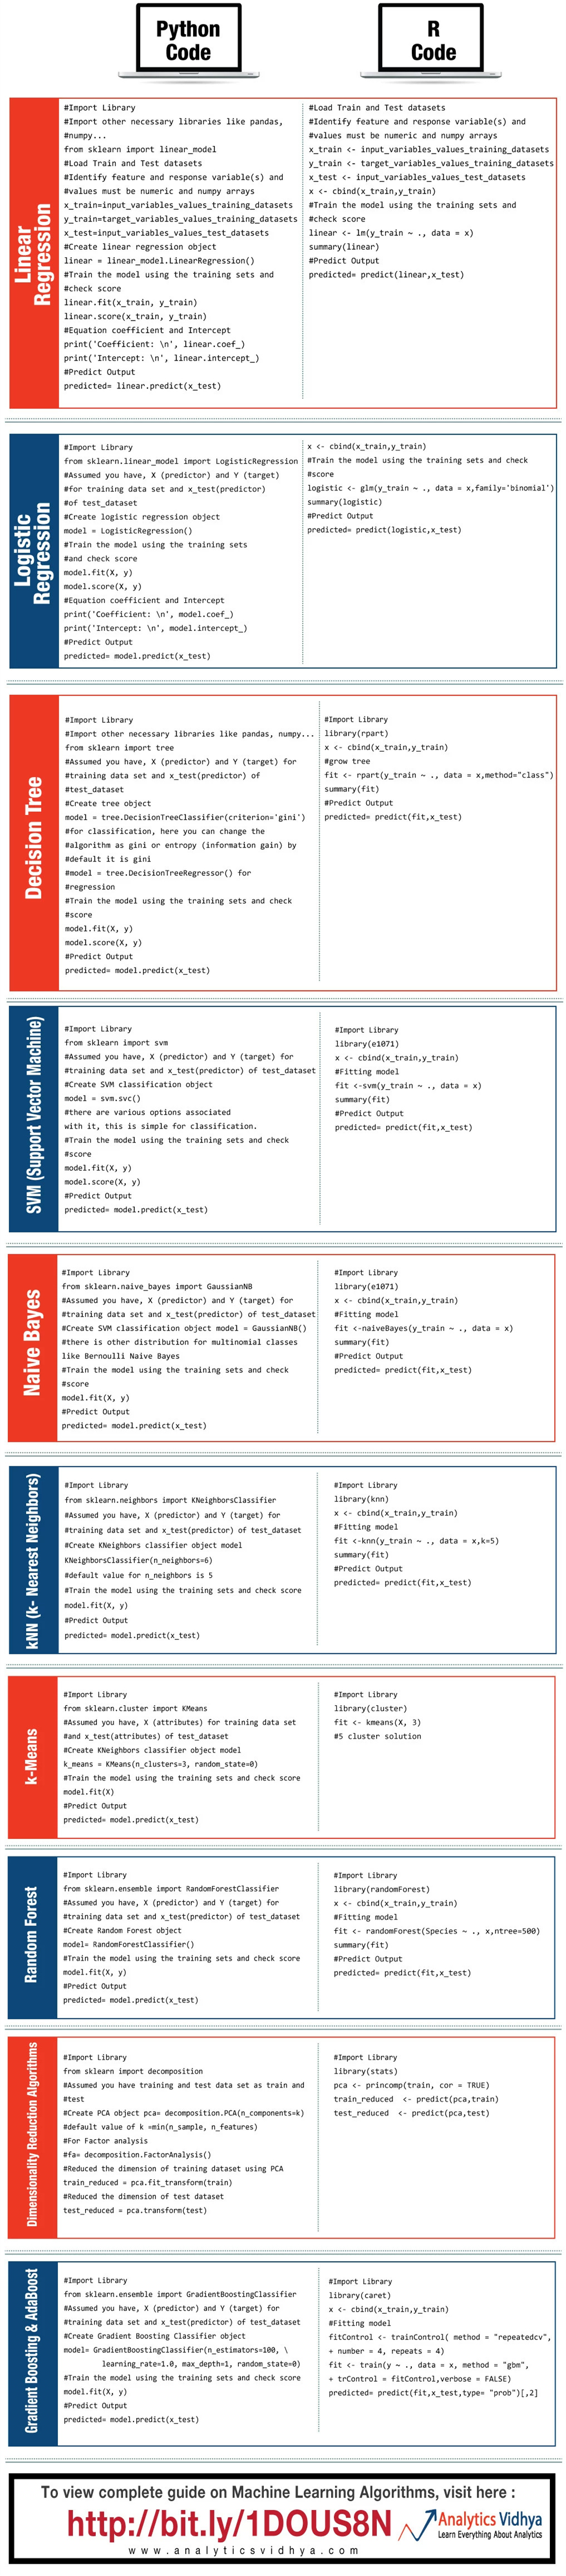 Python
Code
R
Code
Linear
Regression
#Import Library
#Import other necessary libraries like pandas,
#numpy...
from sklearn import linear_model
#Load Train and Test datasets
#Identify feature and response variable(s) and
#values must be numeric and numpy arrays
x_train=input_variables_values_training_datasets
y_train=target_variables_values_training_datasets
x_test=input_variables_values_test_datasets
#Create linear regression object
linear = linear_model.LinearRegression()
#Train the model using the training sets and
#check score
linear.fit(x_train, y_train)
linear.score(x_train, y_train)
#Equation coefficient and Intercept
print('Coefficient: \n', linear.coef_)
print('Intercept: \n', linear.intercept_)
#Predict Output
predicted= linear.predict(x_test)
#Load Train and Test datasets
#Identify feature and response variable(s) and
#values must be numeric and numpy arrays
x_train <- input_variables_values_training_datasets
y_train <- target_variables_values_training_datasets
x_test <- input_variables_values_test_datasets
x <- cbind(x_train,y_train)
#Train the model using the training sets and
#check score
linear <- lm(y_train ~ ., data = x)
summary(linear)
#Predict Output
predicted= predict(linear,x_test)
Logistic
Regression
#Import Library
from sklearn.linear_model import LogisticRegression
#Assumed you have, X (predictor) and Y (target)
#for training data set and x_test(predictor)
#of test_dataset
#Create logistic regression object
model = LogisticRegression()
#Train the model using the training sets
#and check score
model.fit(X, y)
model.score(X, y)
#Equation coefficient and Intercept
print('Coefficient: \n', model.coef_)
print('Intercept: \n', model.intercept_)
#Predict Output
predicted= model.predict(x_test)
x <- cbind(x_train,y_train)
#Train the model using the training sets and check
#score
logistic <- glm(y_train ~ ., data = x,family='binomial')
summary(logistic)
#Predict Output
predicted= predict(logistic,x_test)
Decision Tree
#Import Library
#Import other necessary libraries like pandas, numpy...
from sklearn import tree
#Assumed you have, X (predictor) and Y (target) for
#training data set and x_test(predictor) of
#test_dataset
#Create tree object
model = tree.DecisionTreeClassifier(criterion='gini')
#for classification, here you can change the
#algorithm as gini or entropy (information gain) by
#default it is gini
#model = tree.DecisionTreeRegressor() for
#regression
#Train the model using the training sets and check
#score
model.fit(X, y)
model.score(X, y)
#Predict Output
predicted= model.predict(x_test)
#Import Library
library(rpart)
x <- cbind(x_train,y_train)
#grow tree
fit <- rpart(y_train ~ ., data = x,method="class")
summary(fit)
#Predict Output
predicted= predict(fit,x_test)
SVM (Support Vector Machine)
#Import Library
from sklearn import svm
#Assumed you have, X (predictor) and Y (target) for
#training data set and x_test(predictor) of test_dataset
#Create SVM classification object
model = svm.svc()
#there are various options associated
with it, this is simple for classification.
#Train the model using the training sets and check
#score
model.fit(X, y)
model.score(X, y)
#Predict Output
predicted= model.predict(x_test)
#Import Library
library(e1071)
x <- cbind(x_train,y_train)
#Fitting model
fit <-svm(y_train ~ ., data = x)
summary(fit)
#Predict Output
predicted= predict(fit,x_test)
Naive Bayes
#Import Library
from sklearn.naive_bayes import GaussianNB
#Assumed you have, X (predictor) and Y (target) for
#training data set and x_test(predictor) of test_dataset
#Create SVM classification object model = GaussianNB()
#there is other distribution for multinomial classes
like Bernoulli Naive Bayes
#Train the model using the training sets and check
#score
model.fit(X, y)
#Predict Output
predicted= model.predict(x_test)
#Import Library
library(e1071)
x <- cbind(x_train,y_train)
#Fitting model
fit <-naiveBayes(y_train ~ ., data = x)
summary(fit)
#Predict Output
predicted= predict(fit,x_test)
kNN (k- Nearest Neighbors)
#Import Library
from sklearn.neighbors import KNeighborsClassifier
#Assumed you have, X (predictor) and Y (target) for
#training data set and x_test(predictor) of test_dataset
#Create KNeighbors classifier object model
KNeighborsClassifier(n_neighbors=6)
#default value for n_neighbors is 5
#Train the model using the training sets and check score
model.fit(X, y)
#Predict Output
predicted= model.predict(x_test)
#Import Library
library(knn)
x <- cbind(x_train,y_train)
#Fitting model
fit <-knn(y_train ~ ., data = x,k=5)
summary(fit)
#Predict Output
predicted= predict(fit,x_test)
k-Means
#Import Library
from sklearn.cluster import KMeans
#Assumed you have, X (attributes) for training data set
#and x_test(attributes) of test_dataset
#Create KNeighbors classifier object model
k_means = KMeans(n_clusters=3, random_state=0)
#Train the model using the training sets and check score
model.fit(X)
#Predict Output
predicted= model.predict(x_test)
#Import Library
library(cluster)
fit <- kmeans(X, 3)
#5 cluster solution
Random Forest
#Import Library
from sklearn.ensemble import RandomForestClassifier
#Assumed you have, X (predictor) and Y (target) for
#training data set and x_test(predictor) of test_dataset
#Create Random Forest object
model= RandomForestClassifier()
#Train the model using the training sets and check score
model.fit(X, y)
#Predict Output
predicted= model.predict(x_test)
#Import Library
library(randomForest)
x <- cbind(x_train,y_train)
#Fitting model
fit <- randomForest(Species ~ ., x,ntree=500)
summary(fit)
#Predict Output
predicted= predict(fit,x_test)
Dimensionality Reduction Algorithms
#Import Library
from sklearn import decomposition
#Assumed you have training and test data set as train and
#test
#Create PCA object pca= decomposition.PCA(n_components=k)
#default value of k =min(n_sample, n_features)
#For Factor analysis
#fa= decomposition.FactorAnalysis()
#Reduced the dimension of training dataset using PCA
train_reduced = pca.fit_transform(train)
#Reduced the dimension of test dataset
test_reduced = pca.transform(test)
#Import Library
library(stats)
pca <- princomp(train, cor = TRUE)
train_reduced  <- predict(pca,train)
test_reduced  <- predict(pca,test)
Gradient Boosting & AdaBoost
#Import Library
from sklearn.ensemble import GradientBoostingClassifier
#Assumed you have, X (predictor) and Y (target) for
#training data set and x_test(predictor) of test_dataset
#Create Gradient Boosting Classifier object
model= GradientBoostingClassifier(n_estimators=100, \
learning_rate=1.0, max_depth=1, random_state=0)
#Train the model using the training sets and check score
model.fit(X, y)
#Predict Output
predicted= model.predict(x_test)
#Import Library
library(caret)
x <- cbind(x_train,y_train)
#Fitting model
fitControl <- trainControl( method = "repeatedcv",
+ number = 4, repeats = 4)
fit <- train(y ~ ., data = x, method = "gbm",
+ trControl = fitControl,verbose = FALSE)
predicted= predict(fit,x_test,type= "prob")[,2]
To view complete guide on Machine Learning Algorithms, visit here :
http://bit.ly/1DOUS8N
Analytics Vidhya
Learn Everything About Analytics
www.analyticsvidhya.com